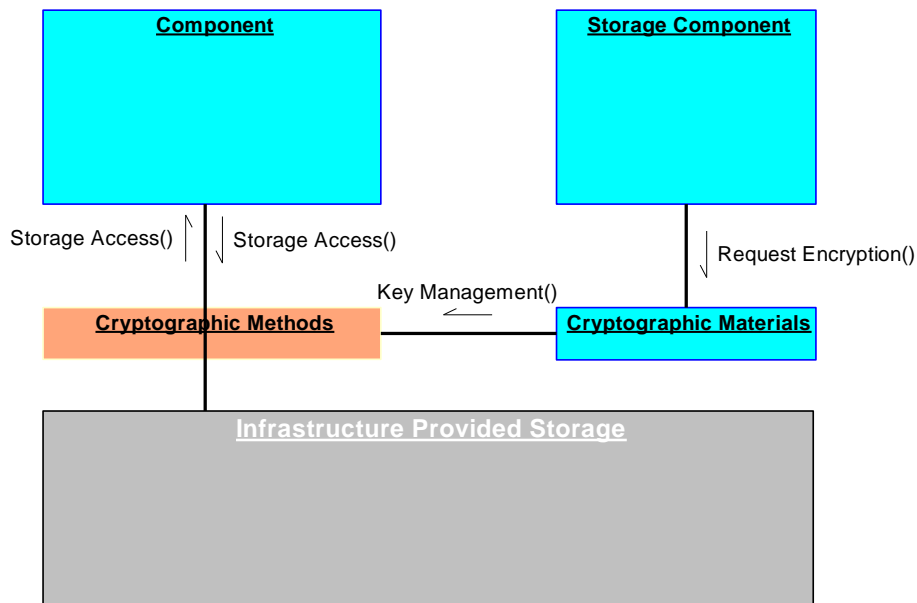 Component
Storage Component
Storage Access()
Storage Access()
Request Encryption()
Key Management()
Cryptographic Methods
Cryptographic Materials
Infrastructure Provided Storage